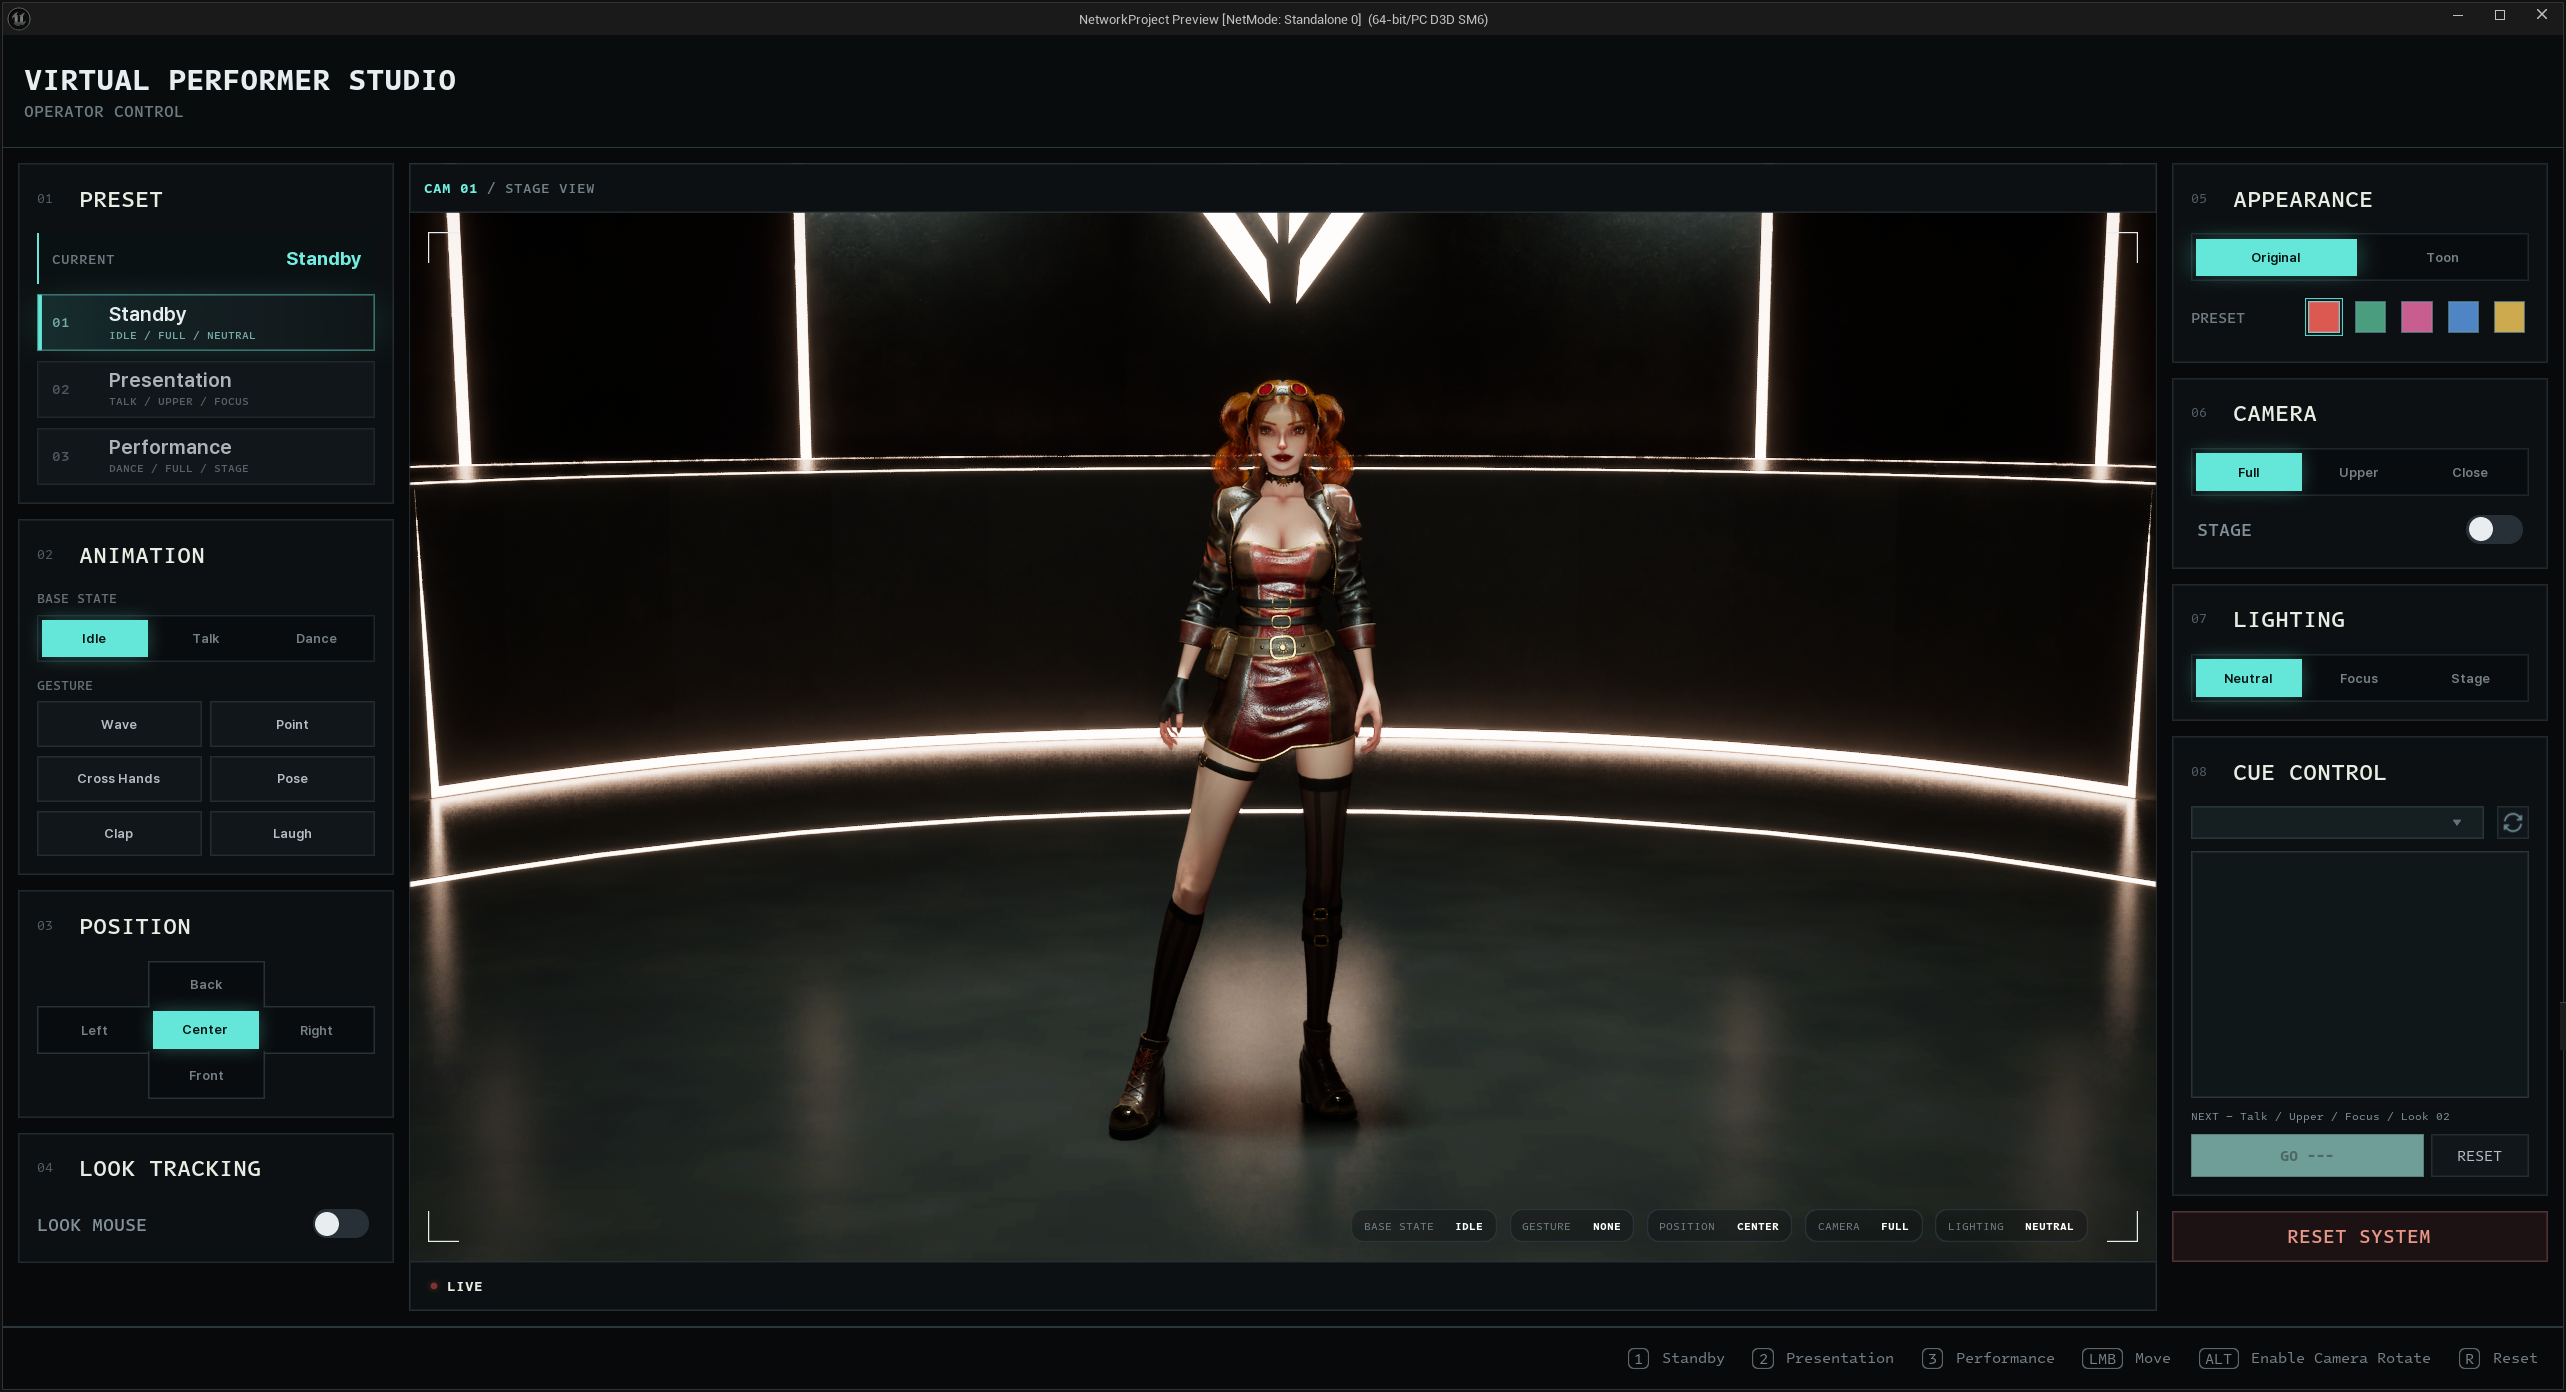 NetworkProject Preview [NetMode: Standalone 0]  (64-bit/PC D3D SM6)
VIRTUAL PERFORMER STUDIO
OPERATOR CONTROL
01 PRESET
CURRENT Standby
01 Standby
IDLE / FULL / NEUTRAL
02 Presentation
TALK / UPPER / FOCUS
03 Performance
DANCE / FULL / STAGE
02 ANIMATION
BASE STATE
Idle Talk Dance
GESTURE
Wave Point
Cross Hands Pose
Clap Laugh
03 POSITION
Back
Left Center Right
Front
04 LOOK TRACKING
LOOK MOUSE
CAM 01 / STAGE VIEW
BASE STATE IDLE GESTURE NONE POSITION CENTER CAMERA FULL LIGHTING NEUTRAL
LIVE
05 APPEARANCE
Original Toon
PRESET
06 CAMERA
Full Upper Close
STAGE
07 LIGHTING
Neutral Focus Stage
08 CUE CONTROL
NEXT - Talk / Upper / Focus / Look 02
GO --- RESET
RESET SYSTEM
1 Standby 2 Presentation 3 Performance LMB Move ALT Enable Camera Rotate R Reset